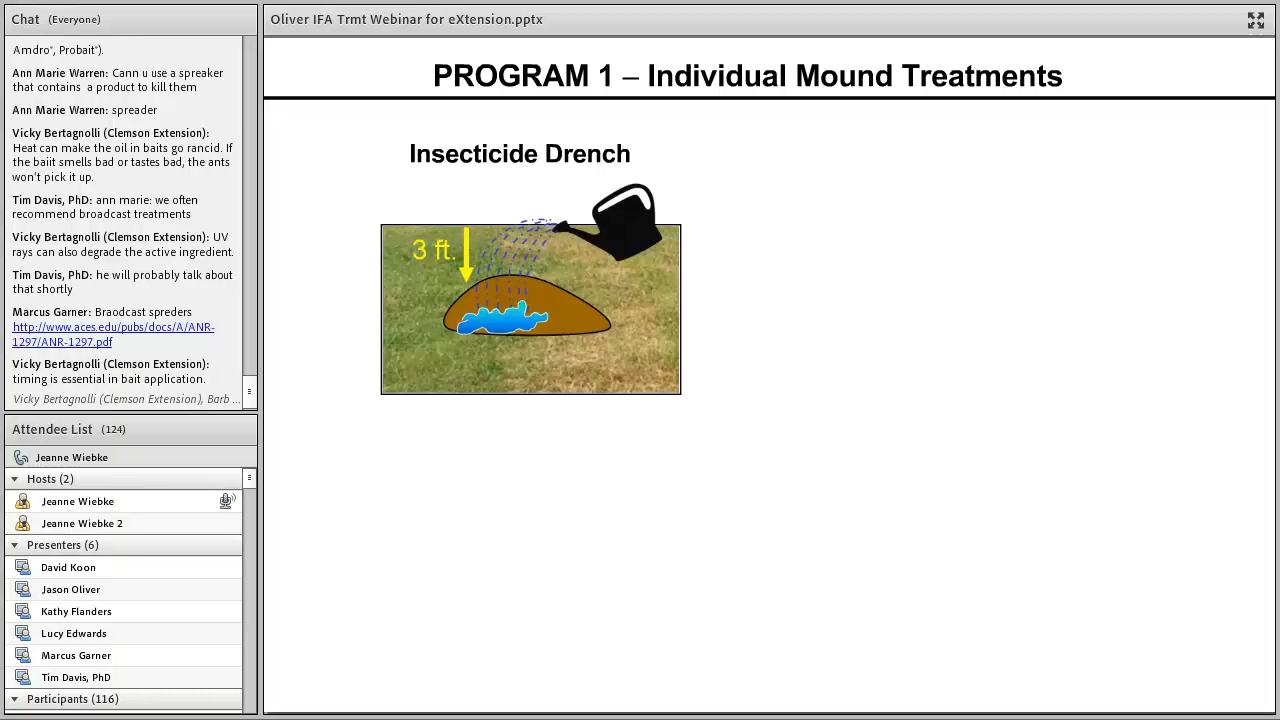 Chat (Everyone)
Amdro®, Probait®).
Ann Marie Warren: Cann u use a spreaker
that contains a product to kill them
Ann Marie Warren: spreader
Vicky Bertagnolli (Clemson Extension):
Heat can make the oil in baits go rancid. If
the baiit smells bad or tastes bad, the ants
won't pick it up.
Tim Davis, PhD: ann marie: we often
recommend broadcast treatments
Vicky Bertagnolli (Clemson Extension): UV
rays can also degrade the active ingredient.
Tim Davis, PhD: he will probably talk about
that shortly
Marcus Garner: Braodcast spreders
http://www.aces.edu/pubs/docs/A/ANR-
1297/ANR-1297.pdf
Vicky Bertagnolli (Clemson Extension):
timing is essential in bait application.
Vicky Bertagnolli (Clemson Extension), Barb ...
Attendee List (124)
Jeanne Wiebke
Hosts (2)
Jeanne Wiebke
Jeanne Wiebke 2
Presenters (6)
David Koon
Jason Oliver
Kathy Flanders
Lucy Edwards
Marcus Garner
Tim Davis, PhD
Participants (116)
Oliver IFA Trmt Webinar for eXtension.pptx
PROGRAM 1 – Individual Mound Treatments
Insecticide Drench
3 ft.